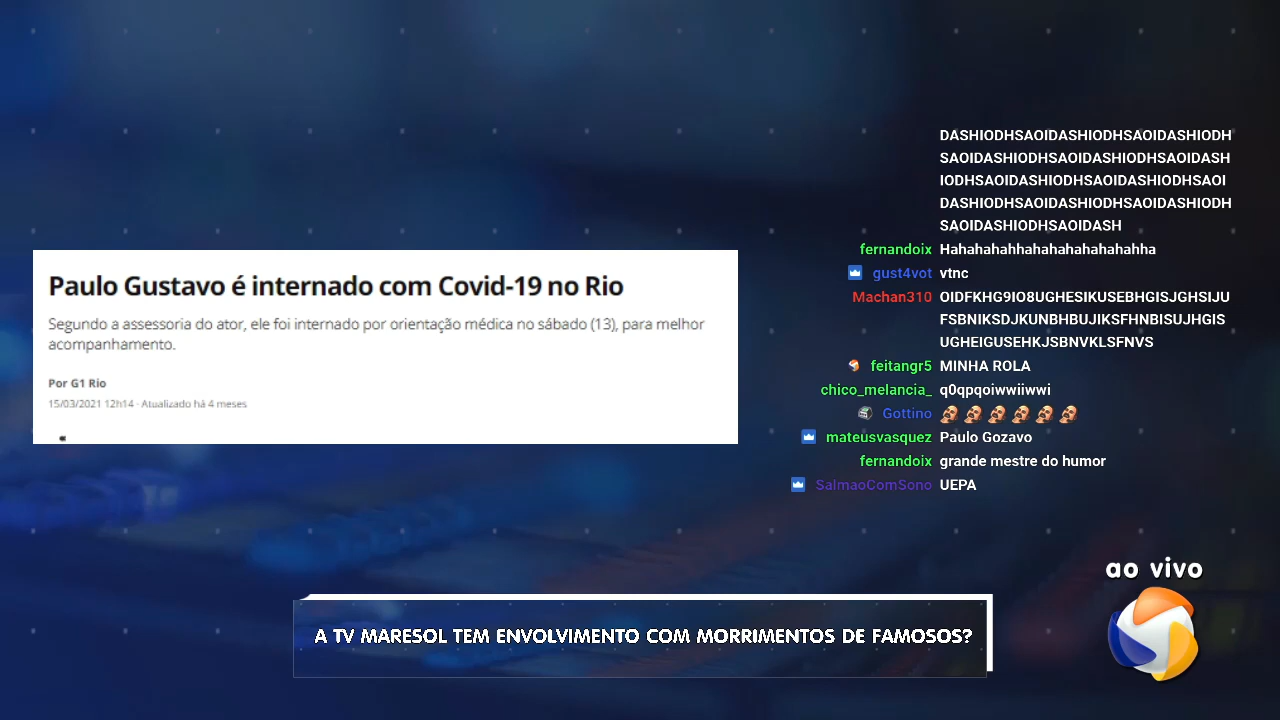 Paulo Gustavo é internado com Covid-19 no Rio
Segundo a assessoria do ator, ele foi internado por orientação médica no sábado (13), para melhor
acompanhamento.
Por G1 Rio
15/03/2021 12h14 · Atualizado há 4 meses
DASHIODHSAOIDASHIODHSAOIDASHIODH
SAOIDASHIODHSAOIDASHIODHSAOIDASH
IODHSAOIDASHIODHSAOIDASHIODHSAOI
DASHIODHSAOIDASHIODHSAOIDASHIODH
SAOIDASHIODHSAOIDASH
fernandoix Hahahahahhahahahahahahahha
gust4vot vtnc
Machan310 OIDFKHG9IO8UGHESIKUSEBHGISJGHSIJU
FSBNIKSDJKUNBHBUJIKSFHNBISUJHGIS
UGHEIGUSEHKJSBNVKLSFNVS
feitangr5 MINHA ROLA
chico_melancia_ q0qpqoiwwiiwwi
Gottino
mateusvasquez Paulo Gozavo
fernandoix grande mestre do humor
SalmaoComSono UEPA
ao vivo
A TV MARESOL TEM ENVOLVIMENTO COM MORRIMENTOS DE FAMOSOS?